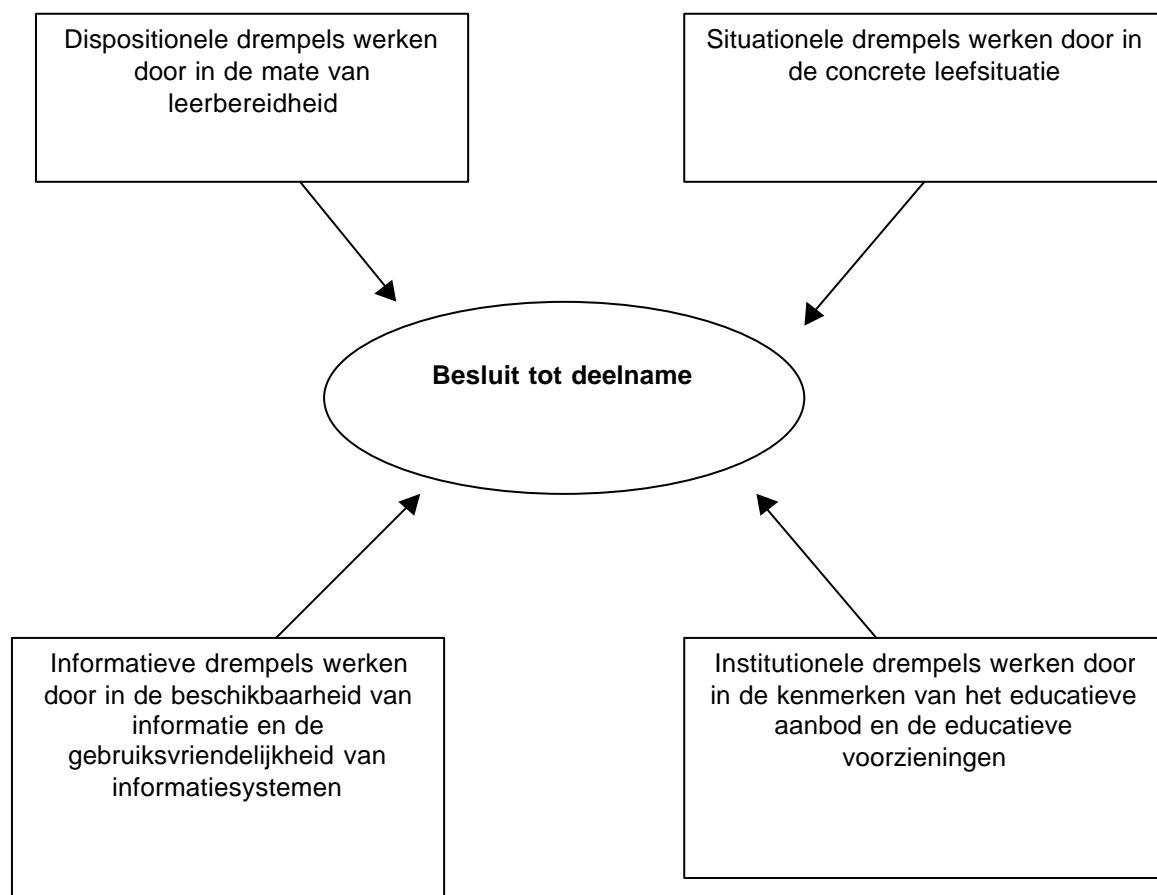 Dispositionele drempels werken
door in de mate van
leerbereidheid
Situationele drempels werken door in
de concrete leefsituatie
Besluit tot deelname
Informatieve drempels werken
door in de beschikbaarheid van
informatie en de
gebruiksvriendelijkheid van
informatiesystemen
Institutionele drempels werken door
in de kenmerken van het educatieve
aanbod en de educatieve
voorzieningen